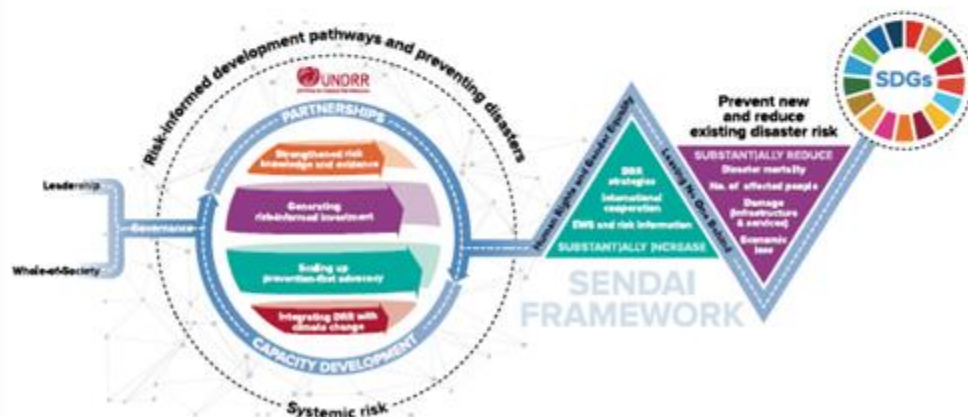 Risk-informed development pathways and preventing disasters
UNDRR
PARTNERSHIPS
Strengthened risk
knowledge and evidence
Generating
risk-informed investment
Scaling up
prevention-first advocacy
Integrating DRR with
climate change
CAPACITY DEVELOPMENT
Systemic risk
Leadership
Governance
Whole-of-Society
Human Rights and Gender Equity
DRR
strategies
International
cooperation
EWS and risk information
SUBSTANTIALLY INCREASE
Leaving No One Behind
SENDAI
FRAMEWORK
Prevent new
and reduce
existing disaster risk
SUBSTANTIALLY REDUCE
Disaster mortality
No. of affected people
Damage
(infrastructure
& services)
Economic
loss
SDGs